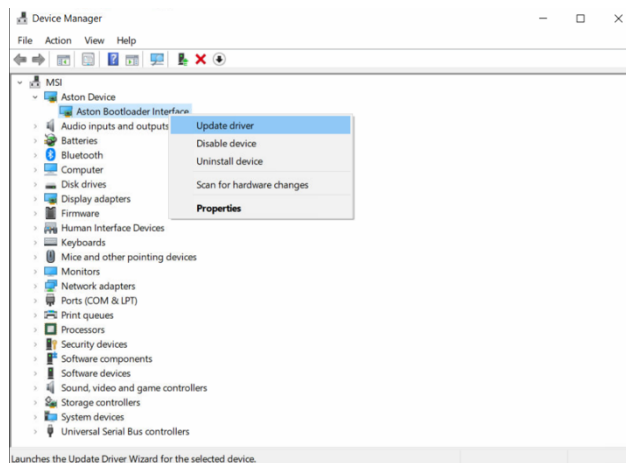 Device Manager
File Action View Help
MSI
Aston Device
Aston Bootloader Interface
Audio inputs and outputs
Update driver
Batteries
Disable device
Bluetooth
Uninstall device
Computer
Disk drives
Scan for hardware changes
Display adapters
Firmware
Properties
Human Interface Devices
Keyboards
Mice and other pointing devices
Monitors
Network adapters
Ports (COM & LPT)
Print queues
Processors
Security devices
Software components
Software devices
Sound, video and game controllers
Storage controllers
System devices
Universal Serial Bus controllers
Launches the Update Driver Wizard for the selected device.